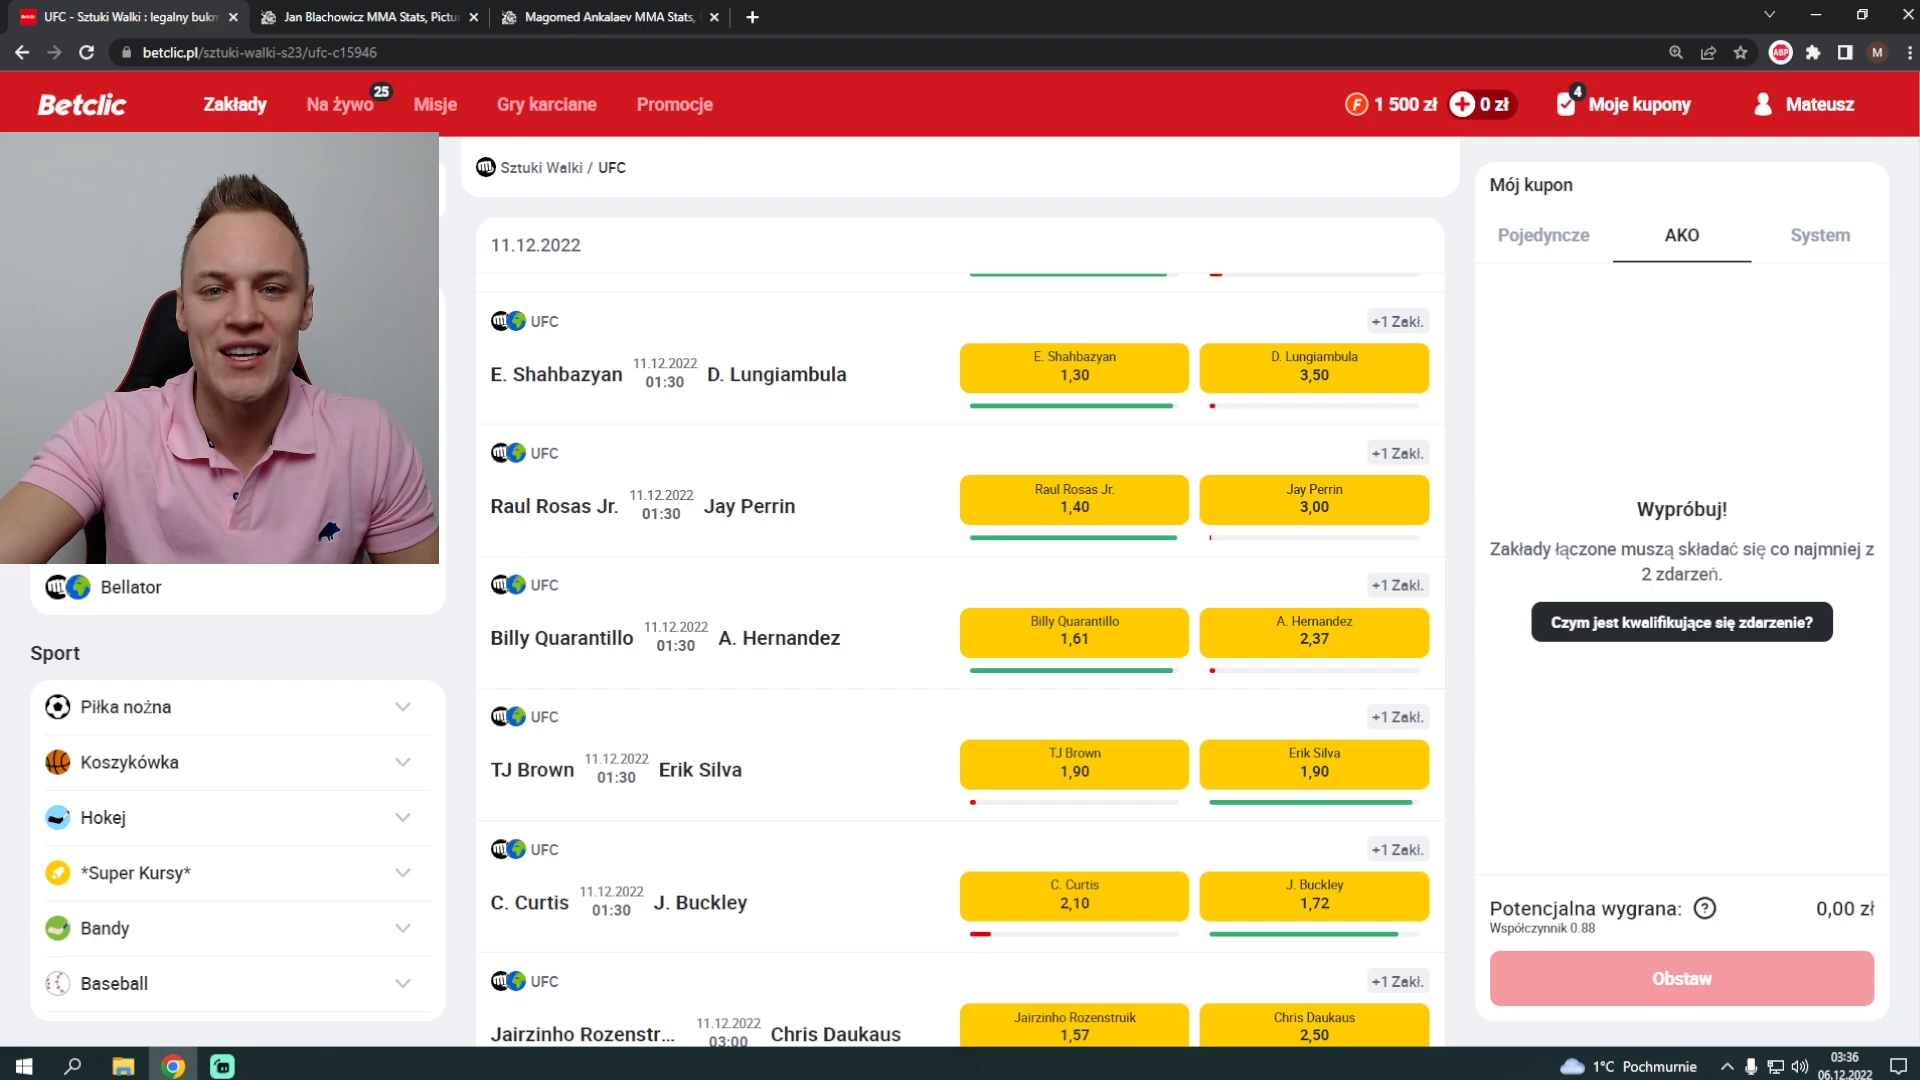 UFC - Sztuki Walki : legalny bukm
Jan Blachowicz MMA Stats, Pictur
Magomed Ankalaev MMA Stats,
betclic.pl/sztuki-walki-s23/ufc-c15946
ABP
M
Betclic
Zakłady
Na żywo
25
Misje
Gry karciane
Promocje
F 1 500 zł
0 zł
4
Moje kupony
Mateusz
Sztuki Walki / UFC
11.12.2022
UFC
+1 Zakł.
E. Shahbazyan
11.12.2022
01:30
D. Lungiambula
E. Shahbazyan
1,30
D. Lungiambula
3,50
UFC
+1 Zakł.
Raul Rosas Jr.
11.12.2022
01:30
Jay Perrin
Raul Rosas Jr.
1,40
Jay Perrin
3,00
UFC
+1 Zakł.
Billy Quarantillo
11.12.2022
01:30
A. Hernandez
Billy Quarantillo
1,61
A. Hernandez
2,37
UFC
+1 Zakł.
TJ Brown
11.12.2022
01:30
Erik Silva
TJ Brown
1,90
Erik Silva
1,90
UFC
+1 Zakł.
C. Curtis
11.12.2022
01:30
J. Buckley
C. Curtis
2,10
J. Buckley
1,72
UFC
+1 Zakł.
Jairzinho Rozenstr...
11.12.2022
03:00
Chris Daukaus
Jairzinho Rozenstruik
1,57
Chris Daukaus
2,50
Bellator
Sport
Piłka nożna
Koszykówka
Hokej
*Super Kursy*
Bandy
Baseball
Mój kupon
Pojedyncze
AKO
System
Wypróbuj!
Zakłady łączone muszą składać się co najmniej z
2 zdarzeń.
Czym jest kwalifikujące się zdarzenie?
Potencjalna wygrana:
?
0,00 zł
Współczynnik 0.88
Obstaw
1°C Pochmurnie
03:36
06.12.2022